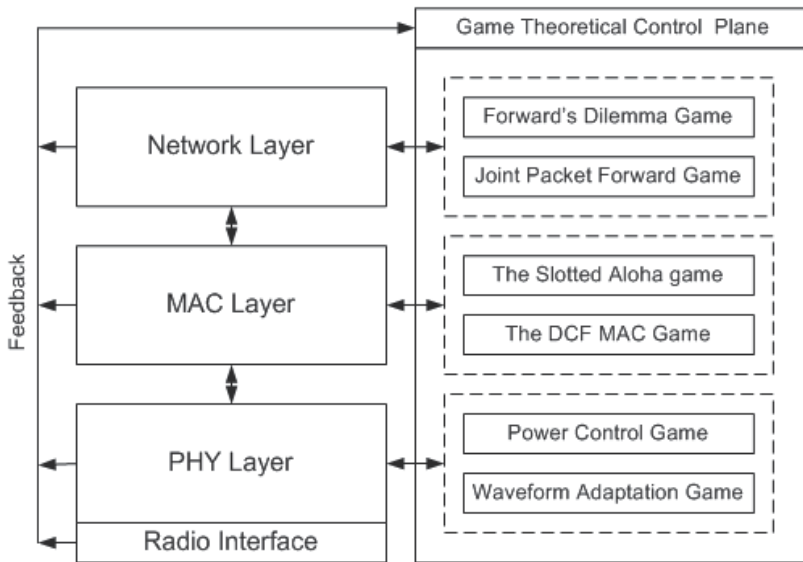 Game Theoretical Control Plane
Network Layer
Forward's Dilemma Game
Joint Packet Forward Game
Feedback
MAC Layer
The Slotted Aloha game
The DCF MAC Game
PHY Layer
Power Control Game
Waveform Adaptation Game
Radio Interface